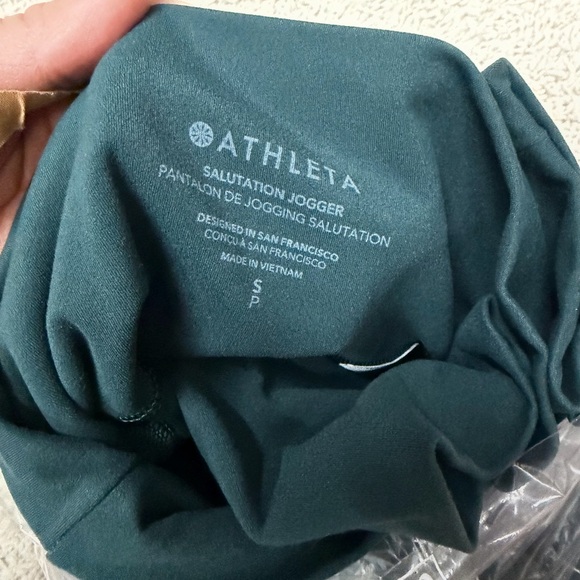 ATHLETA
SALUTATION JOGGER
PANTALON DE JOGGING SALUTATION
DESIGNED IN SAN FRANCISCO
CONÇU À SAN FRANCISCO
MADE IN VIETNAM
S
P